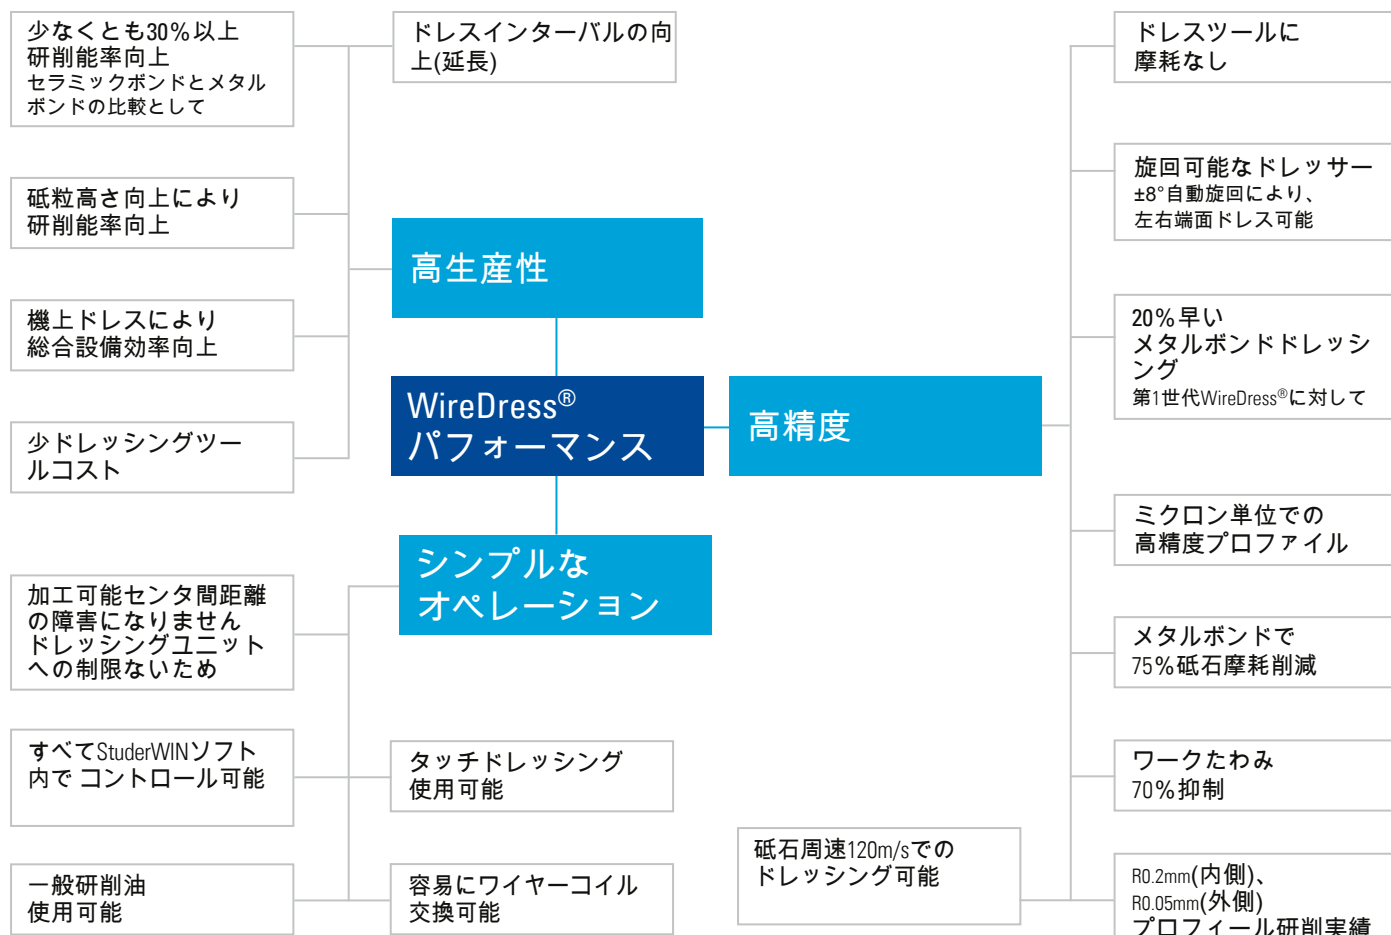 少なくとも30%以上
研削能率向上
セラミックボンドとメタル
ボンドの比較として
砥粒高さ向上により
研削能率向上
機上ドレスにより
総合設備効率向上
少ドレッシングツー
ルコスト
ドレスインターバルの向
上(延長)
高生産性
WireDress®
パフォーマンス
高精度
シンプルな
オペレーション
加工可能センタ間距離
の障害になりません
ドレッシングユニット
への制限ないため
すべてStuderWINソフト
内で コントロール可能
一般研削油
使用可能
タッチドレッシング
使用可能
容易にワイヤーコイル
交換可能
ドレスツールに
摩耗なし
旋回可能なドレッサー
±8°自動旋回により、
左右端面ドレス可能
20%早い
メタルボンドドレッシ
ング
第1世代WireDress®に対して
ミクロン単位での
高精度プロファイル
メタルボンドで
75%砥石摩耗削減
ワークたわみ
70%抑制
砥石周速120m/sでの
ドレッシング可能
R0.2mm(内側)、
R0.05mm(外側)
プロフィール研削実績